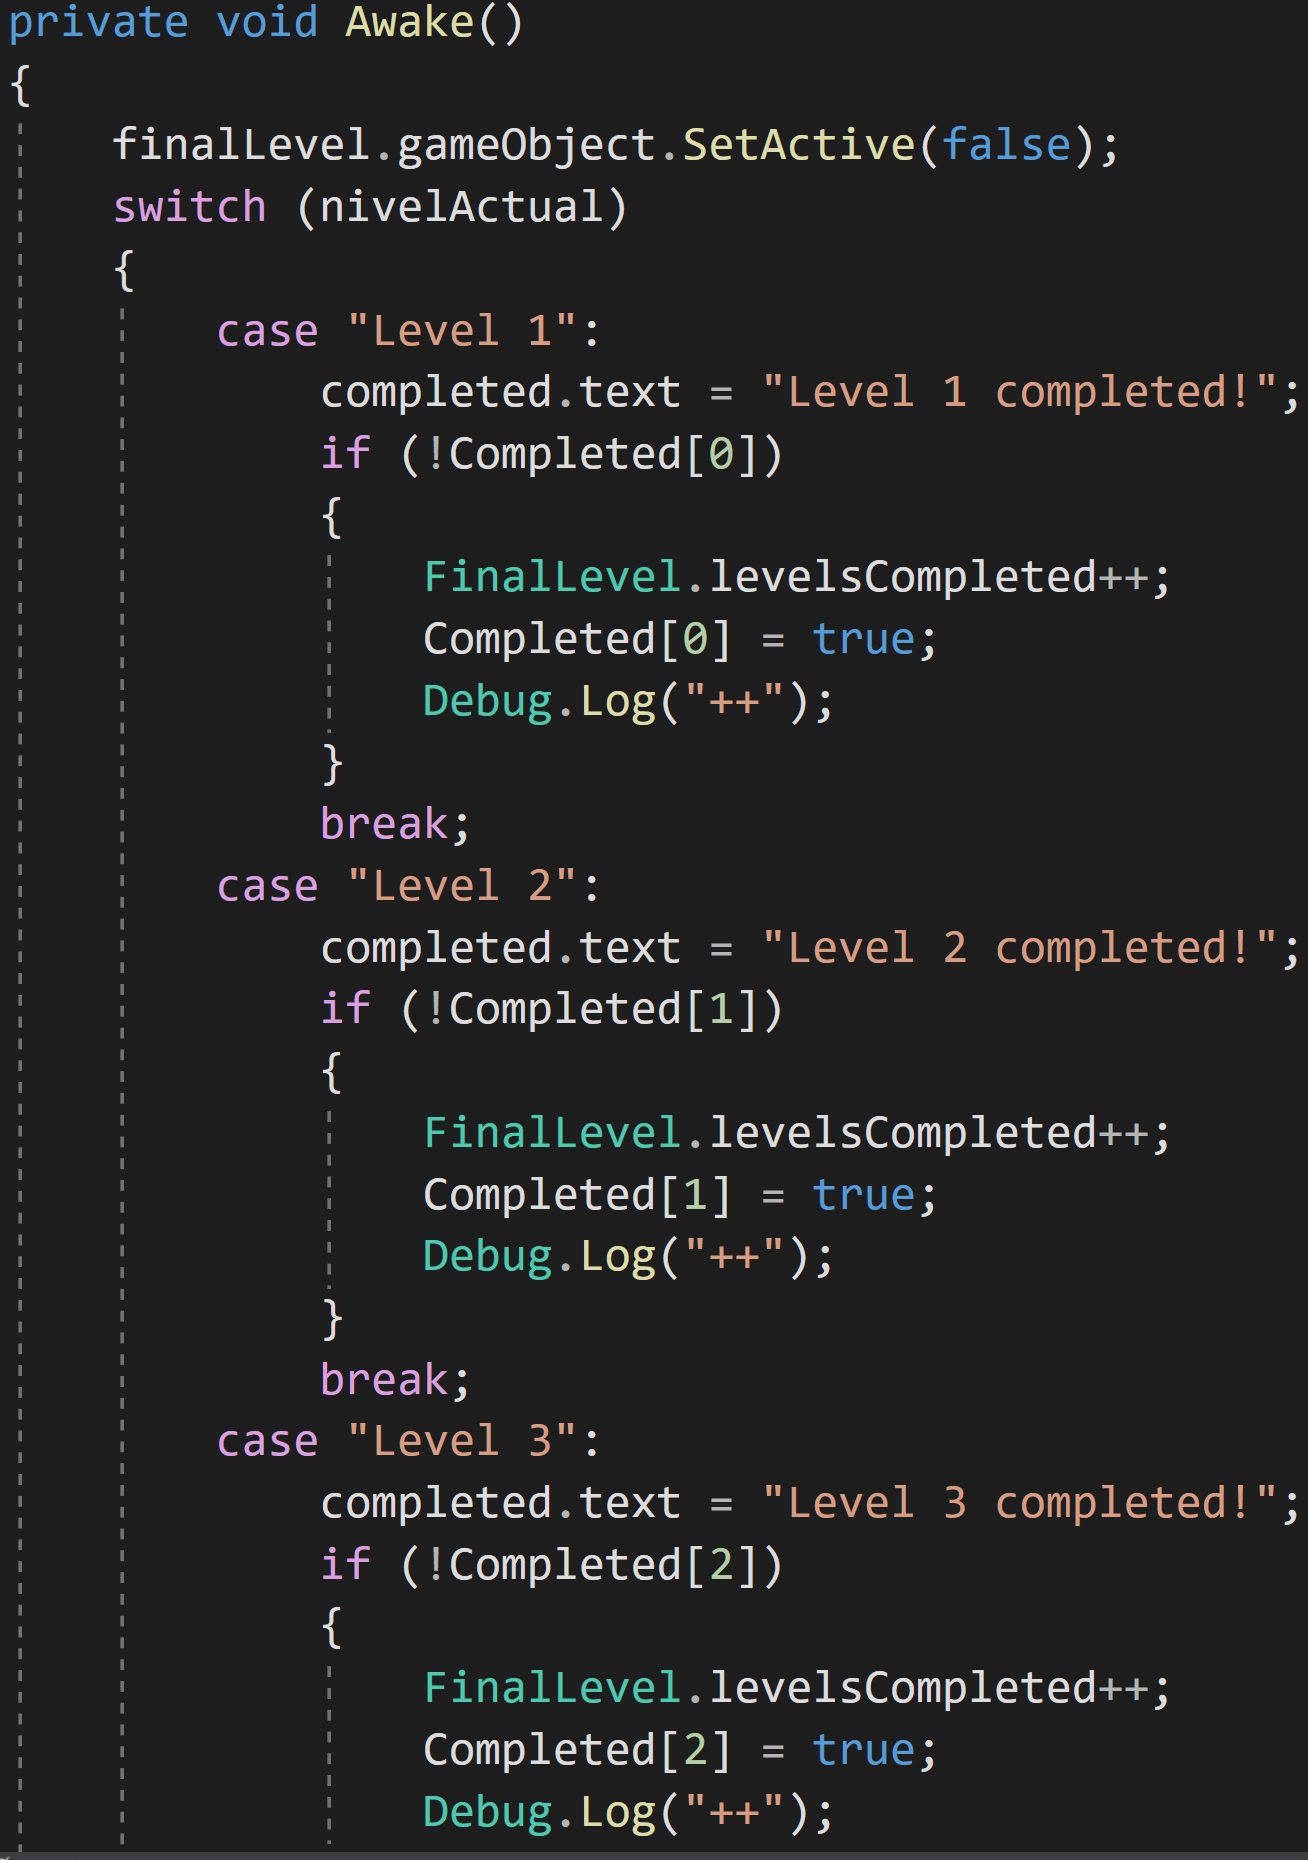 private void Awake()
{
finalLevel.gameObject.SetActive(false);
switch (nivelActual)
{
case "Level 1":
completed.text = "Level 1 completed!";
if (!Completed[0])
{
FinalLevel.levelsCompleted++;
Completed[0] = true;
Debug.Log("++");
}
break;
case "Level 2":
completed.text = "Level 2 completed!";
if (!Completed[1])
{
FinalLevel.levelsCompleted++;
Completed[1] = true;
Debug.Log("++");
}
break;
case "Level 3":
completed.text = "Level 3 completed!";
if (!Completed[2])
{
FinalLevel.levelsCompleted++;
Completed[2] = true;
Debug.Log("++");